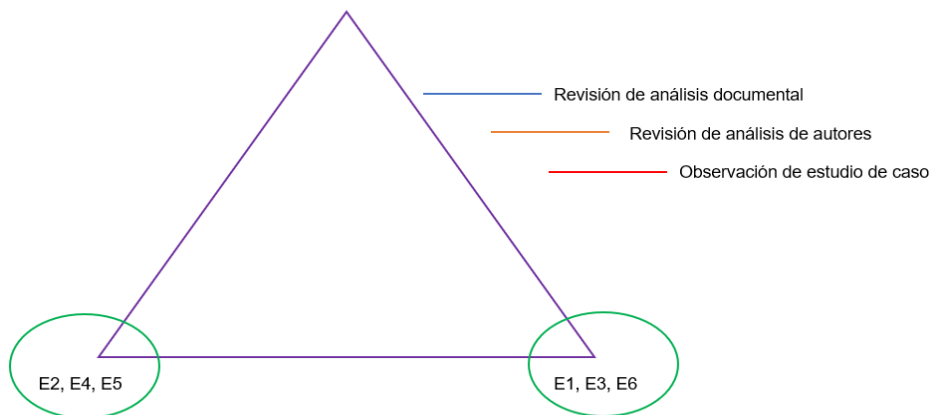 Revisión de análisis documental
Revisión de análisis de autores
Observación de estudio de caso
E2, E4, E5
E1, E3, E6